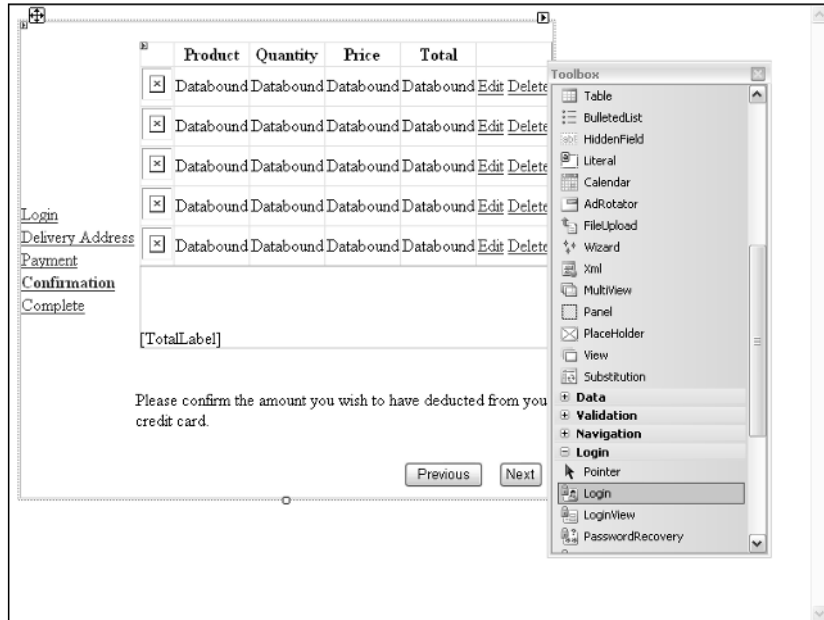 Product Quantity Price Total
Databound Databound Databound Databound Edit Delete
Databound Databound Databound Databound Edit Delete
Databound Databound Databound Databound Edit Delete
Databound Databound Databound Databound Edit Delete
Databound Databound Databound Databound Edit Delete
Login
Delivery Address
Payment
Confirmation
Complete
[TotalLabel]
Please confirm the amount you wish to have deducted from you
credit card.
Previous Next
Toolbox
Table
BulletedList
HiddenField
Literal
Calendar
AdRotator
FileUpload
Wizard
Xml
MultiView
Panel
PlaceHolder
View
Substitution
Data
Validation
Navigation
Login
Pointer
Login
LoginView
PasswordRecovery